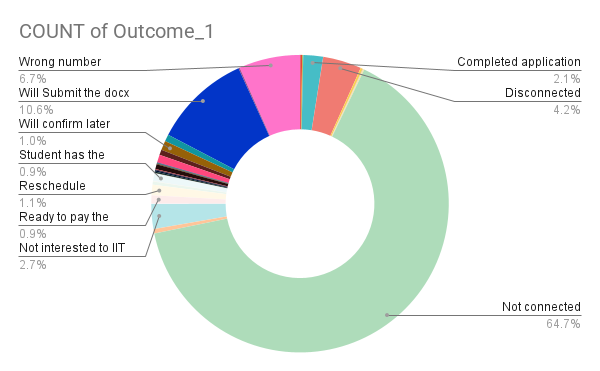 COUNT of Outcome_1
Wrong number
6.7%
Will Submit the docx
10.6%
Will confirm later
1.0%
Student has the
0.9%
Reschedule
1.1%
Ready to pay the
0.9%
Not interested to IIT
2.7%
Completed application
2.1%
Disconnected
4.2%
Not connected
64.7%